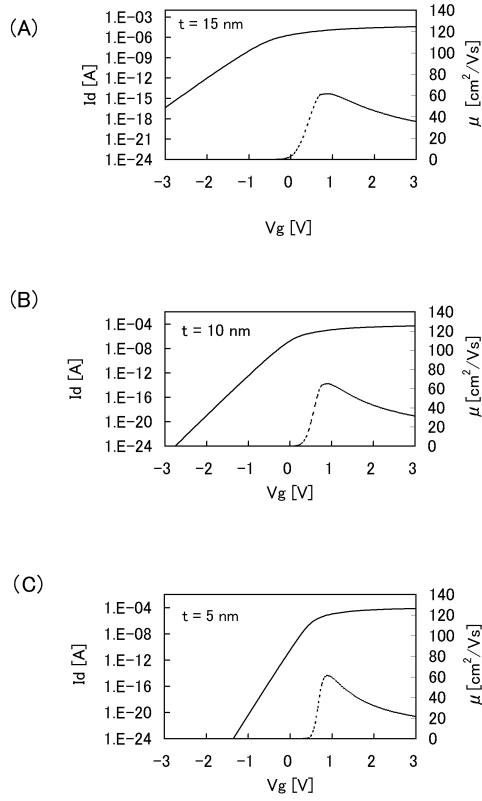 (A)
t = 15 nm
1.E−03
1.E−06
1.E−09
1.E−12
1.E−15
1.E−18
1.E−21
1.E−24
Id [A]
140
120
100
80
60
40
20
0
μ [cm²/Vs]
−3 −2 −1 0 1 2 3
Vg [V]
(B)
t = 10 nm
1.E−04
1.E−08
1.E−12
1.E−16
1.E−20
1.E−24
Id [A]
140
120
100
80
60
40
20
0
μ [cm²/Vs]
−3 −2 −1 0 1 2 3
Vg [V]
(C)
t = 5 nm
1.E−04
1.E−08
1.E−12
1.E−16
1.E−20
1.E−24
Id [A]
140
120
100
80
60
40
20
0
μ [cm²/Vs]
−3 −2 −1 0 1 2 3
Vg [V]